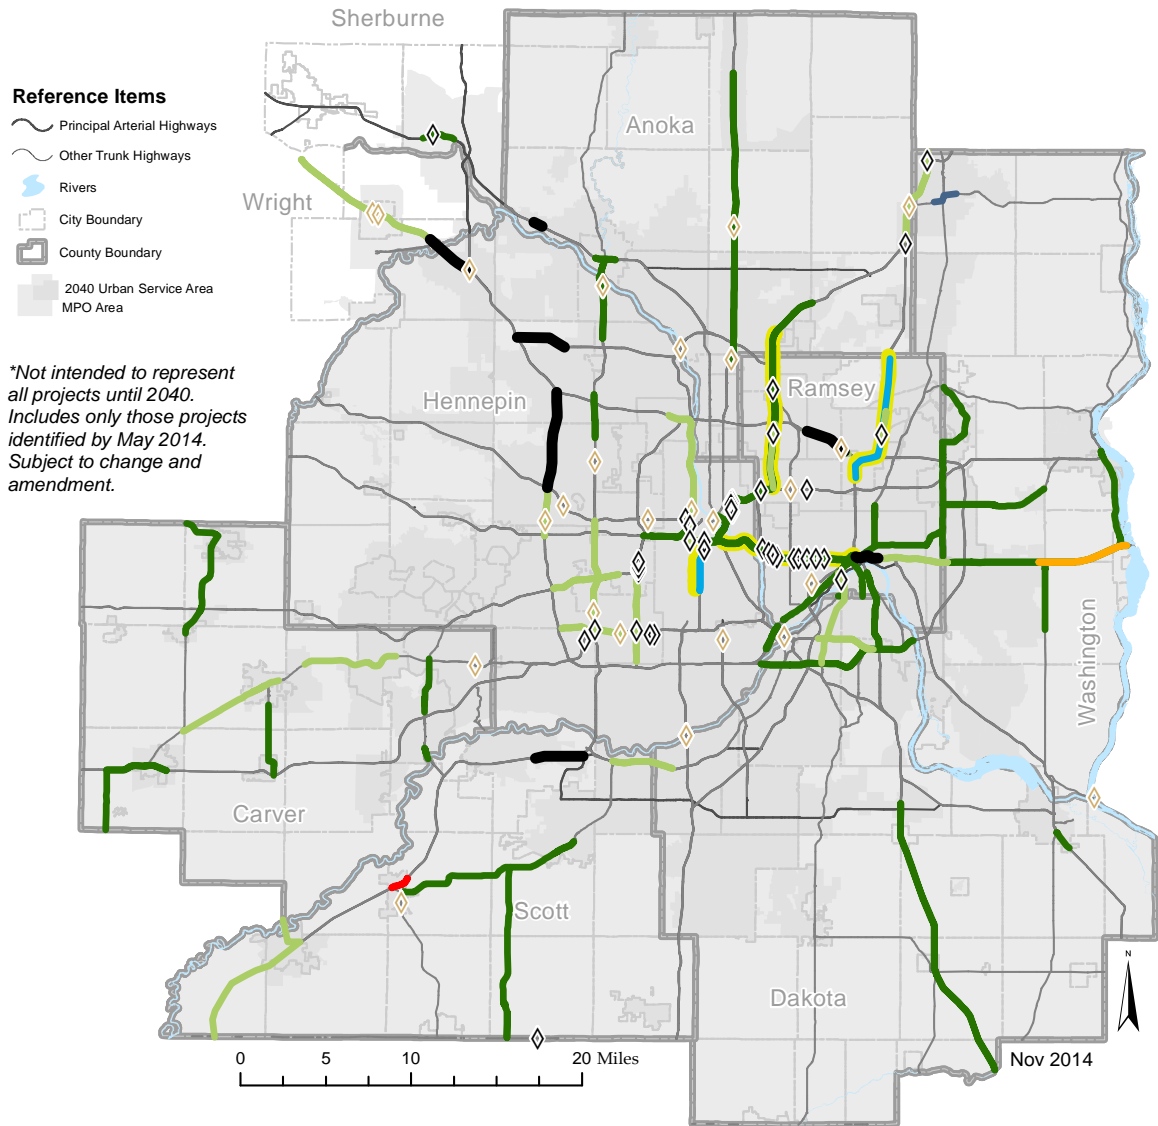 Sherburne
Reference Items
Principal Arterial Highways
Other Trunk Highways
Rivers
City Boundary
County Boundary
2040 Urban Service Area
MPO Area
Anoka
Wright
*Not intended to represent
all projects until 2040.
Includes only those projects
identified by May 2014.
Subject to change and
amendment.
Hennepin
Ramsey
Washington
Carver
Scott
Dakota
N
Nov 2014
0 5 10 20 Miles